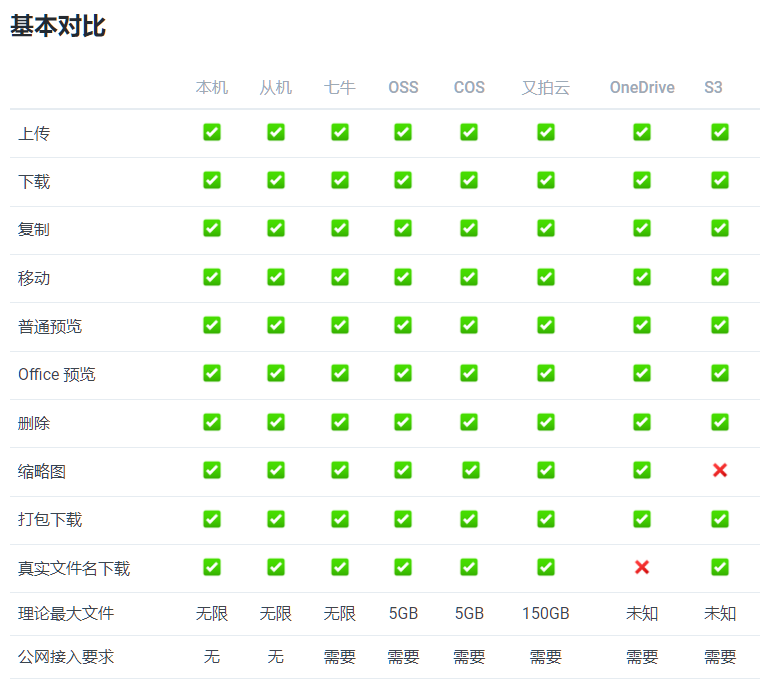 基本对比
本机 从机 七牛 OSS COS 又拍云 OneDrive S3
上传 ✅ ✅ ✅ ✅ ✅ ✅ ✅ ✅
下载 ✅ ✅ ✅ ✅ ✅ ✅ ✅ ✅
复制 ✅ ✅ ✅ ✅ ✅ ✅ ✅ ✅
移动 ✅ ✅ ✅ ✅ ✅ ✅ ✅ ✅
普通预览 ✅ ✅ ✅ ✅ ✅ ✅ ✅ ✅
Office 预览 ✅ ✅ ✅ ✅ ✅ ✅ ✅ ✅
删除 ✅ ✅ ✅ ✅ ✅ ✅ ✅ ✅
缩略图 ✅ ✅ ✅ ✅ ✅ ✅ ✅ ❌
打包下载 ✅ ✅ ✅ ✅ ✅ ✅ ✅ ✅
真实文件名下载 ✅ ✅ ✅ ✅ ✅ ✅ ❌ ✅
理论最大文件 无限 无限 无限 5GB 5GB 150GB 未知 未知
公网接入要求 无 无 需要 需要 需要 需要 需要 需要